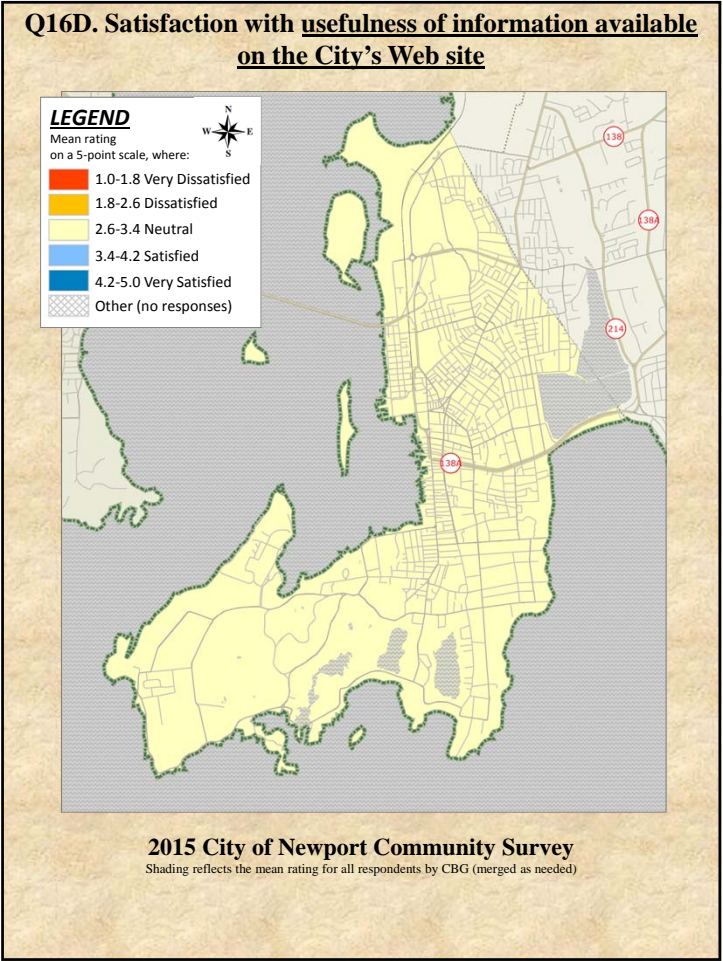 Q16D. Satisfaction with usefulness of information available
on the City's Web site
LEGEND
Mean rating
on a 5-point scale, where:
N
W E
S
1.0-1.8 Very Dissatisfied
1.8-2.6 Dissatisfied
2.6-3.4 Neutral
3.4-4.2 Satisfied
4.2-5.0 Very Satisfied
Other (no responses)
138
138A
214
138A
2015 City of Newport Community Survey
Shading reflects the mean rating for all respondents by CBG (merged as needed)